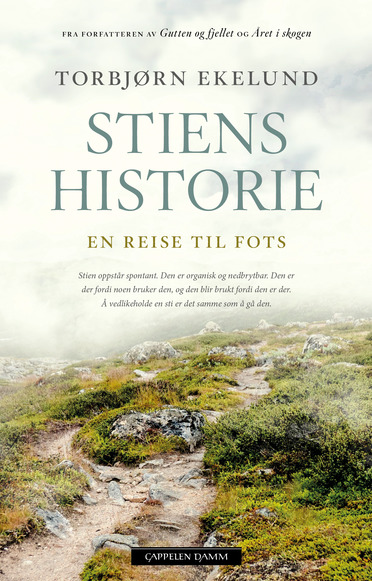 FRA FORFATTEREN AV Gutten og fjellet OG Året i skogen
TORBJØRN EKELUND
STIENS
HISTORIE
EN REISE TIL FOTS
Stien oppstår spontant. Den er organisk og nedbrytbar. Den er
der fordi noen bruker den, og den blir brukt fordi den er der.
Å vedlikeholde en sti er det samme som å gå den.
CAPPELEN DAMM